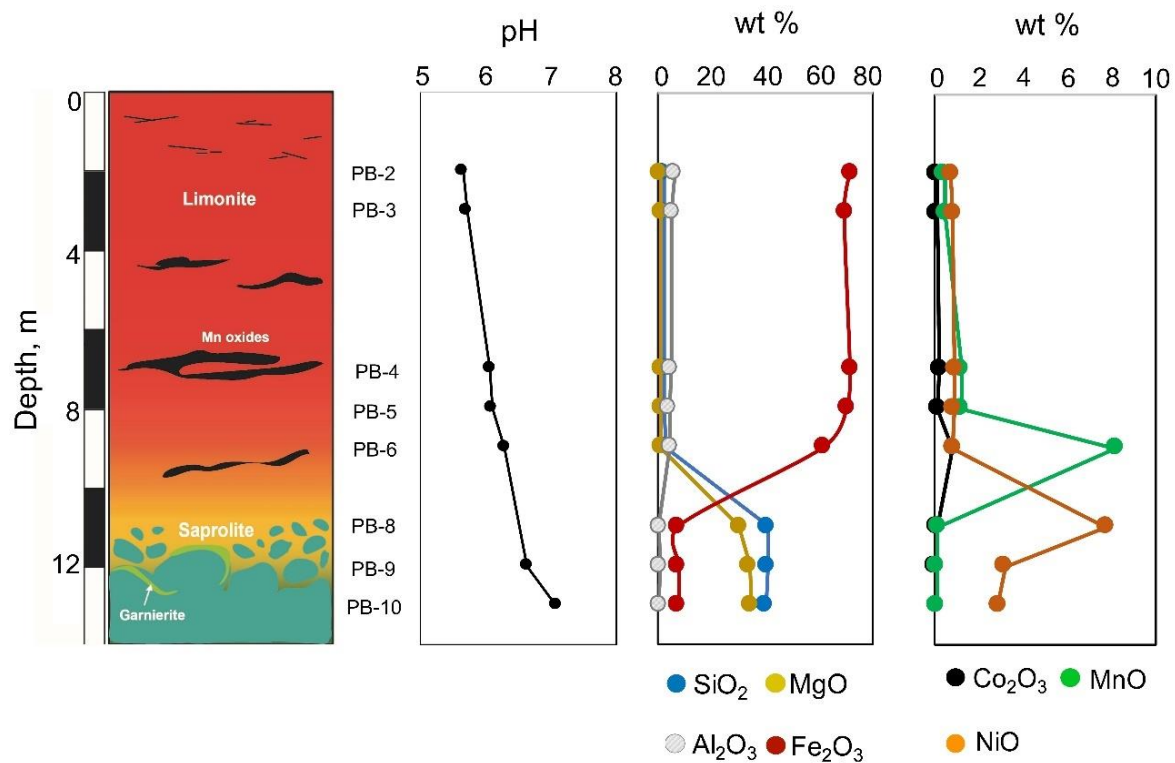 pH
wt %
wt %
5 6 7 8
0 20 40 60 80
0 2 4 6 8 10
Depth, m
0
4
8
12
Limonite
Mn oxides
Saprolite
Garnierite
PB-2
PB-3
PB-4
PB-5
PB-6
PB-8
PB-9
PB-10
SiO₂ MgO
Al₂O₃ Fe₂O₃
Co₂O₃ MnO
NiO